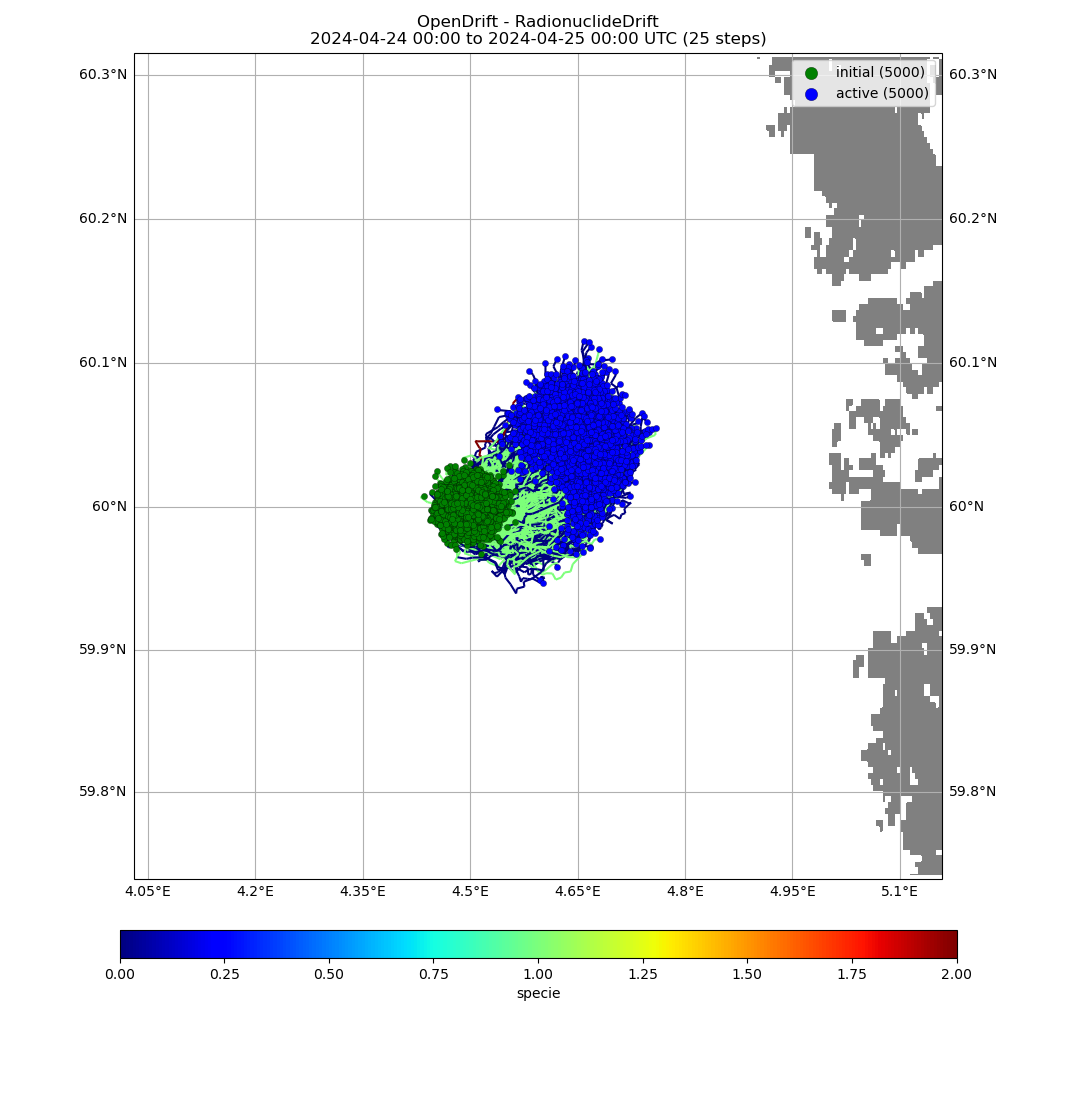 OpenDrift - RadionuclideDrift
2024-04-24 00:00 to 2024-04-25 00:00 UTC (25 steps)
initial (5000)
active (5000)
60.3°N 60.3°N
60.2°N 60.2°N
60.1°N 60.1°N
60°N 60°N
59.9°N 59.9°N
59.8°N 59.8°N
4.05°E 4.2°E 4.35°E 4.5°E 4.65°E 4.8°E 4.95°E 5.1°E
0.00 0.25 0.50 0.75 1.00 1.25 1.50 1.75 2.00
specie